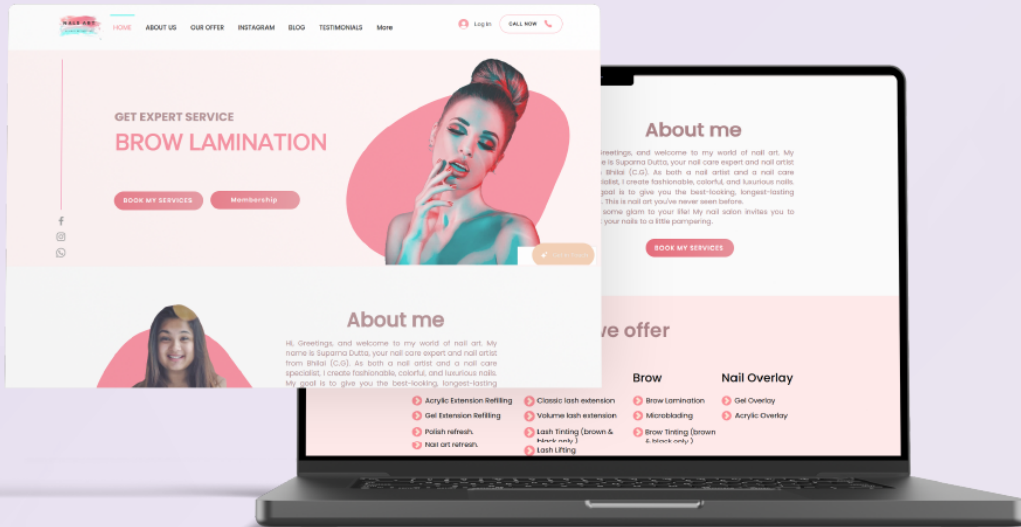 NAILS ART
HOME ABOUT US OUR OFFER INSTAGRAM BLOG TESTIMONIALS More
Log In
CALL NOW
GET EXPERT SERVICE
BROW LAMINATION
BOOK MY SERVICES
Membership
About me
Hi, Greetings, and welcome to my world of nail art. My
name is Suparna Dutta, your nail care expert and nail artist
from Bhilai (C.G). As both a nail artist and a nail care
specialist, I create fashionable, colorful, and luxurious nails.
My goal is to give you the best-looking, longest-lasting
About me
Greetings, and welcome to my world of nail art. My
is Suparna Dutta, your nail care expert and nail artist
Bhilai (C.G). As both a nail artist and a nail care
I create fashionable, colorful, and luxurious nails.
goal is to give you the best-looking, longest-lasting
This is nail art you've never seen before.
some glam to your life! My nail salon invites you to
your nails to a little pampering.
BOOK MY SERVICES
offer
Brow
Nail Overlay
Acrylic Extension Refilling
Gel Extension Refilling
Polish refresh.
Nail art refresh.
Classic lash extension
Volume lash extension
Lash Tinting (brown &
black only )
Lash Lifting
Brow Lamination
Microblading
Brow Tinting (brown
& black only )
Gel Overlay
Acrylic Overlay